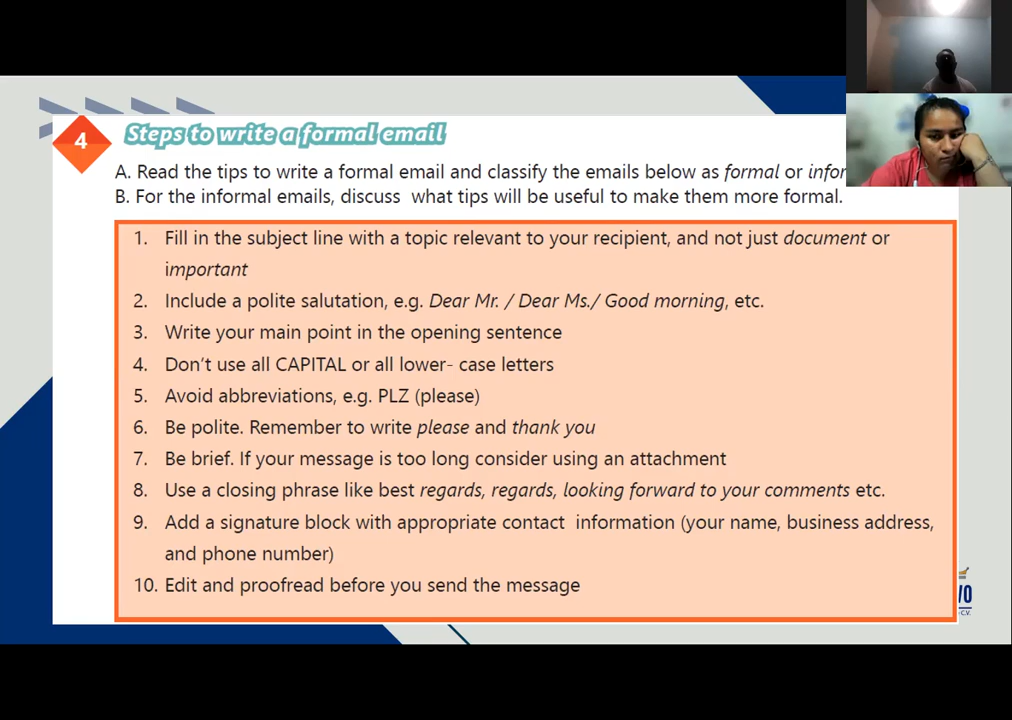 4
Steps to write a formal email
A. Read the tips to write a formal email and classify the emails below as formal or
B. For the informal emails, discuss what tips will be useful to make them more formal.
1. Fill in the subject line with a topic relevant to your recipient, and not just document or
important
2. Include a polite salutation, e.g. Dear Mr. / Dear Ms./ Good morning, etc.
3. Write your main point in the opening sentence
4. Don't use all CAPITAL or all lower- case letters
5. Avoid abbreviations, e.g. PLZ (please)
6. Be polite. Remember to write please and thank you
7. Be brief. If your message is too long consider using an attachment
8. Use a closing phrase like best regards, regards, looking forward to your comments etc.
9. Add a signature block with appropriate contact information (your name, business address,
and phone number)
10. Edit and proofread before you send the message
C.V.